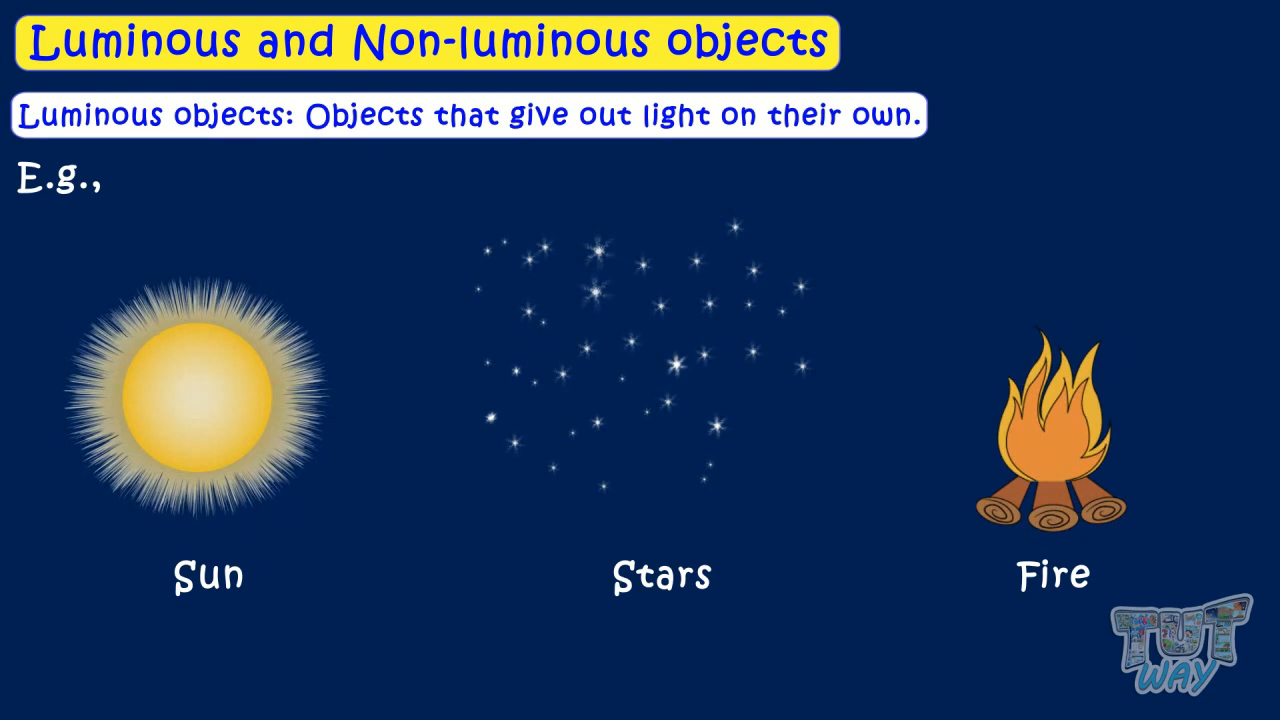 Luminous and Non-luminous objects
Luminous objects: Objects that give out light on their own.
E.g.,
Sun
Stars
Fire
TUT
WAY